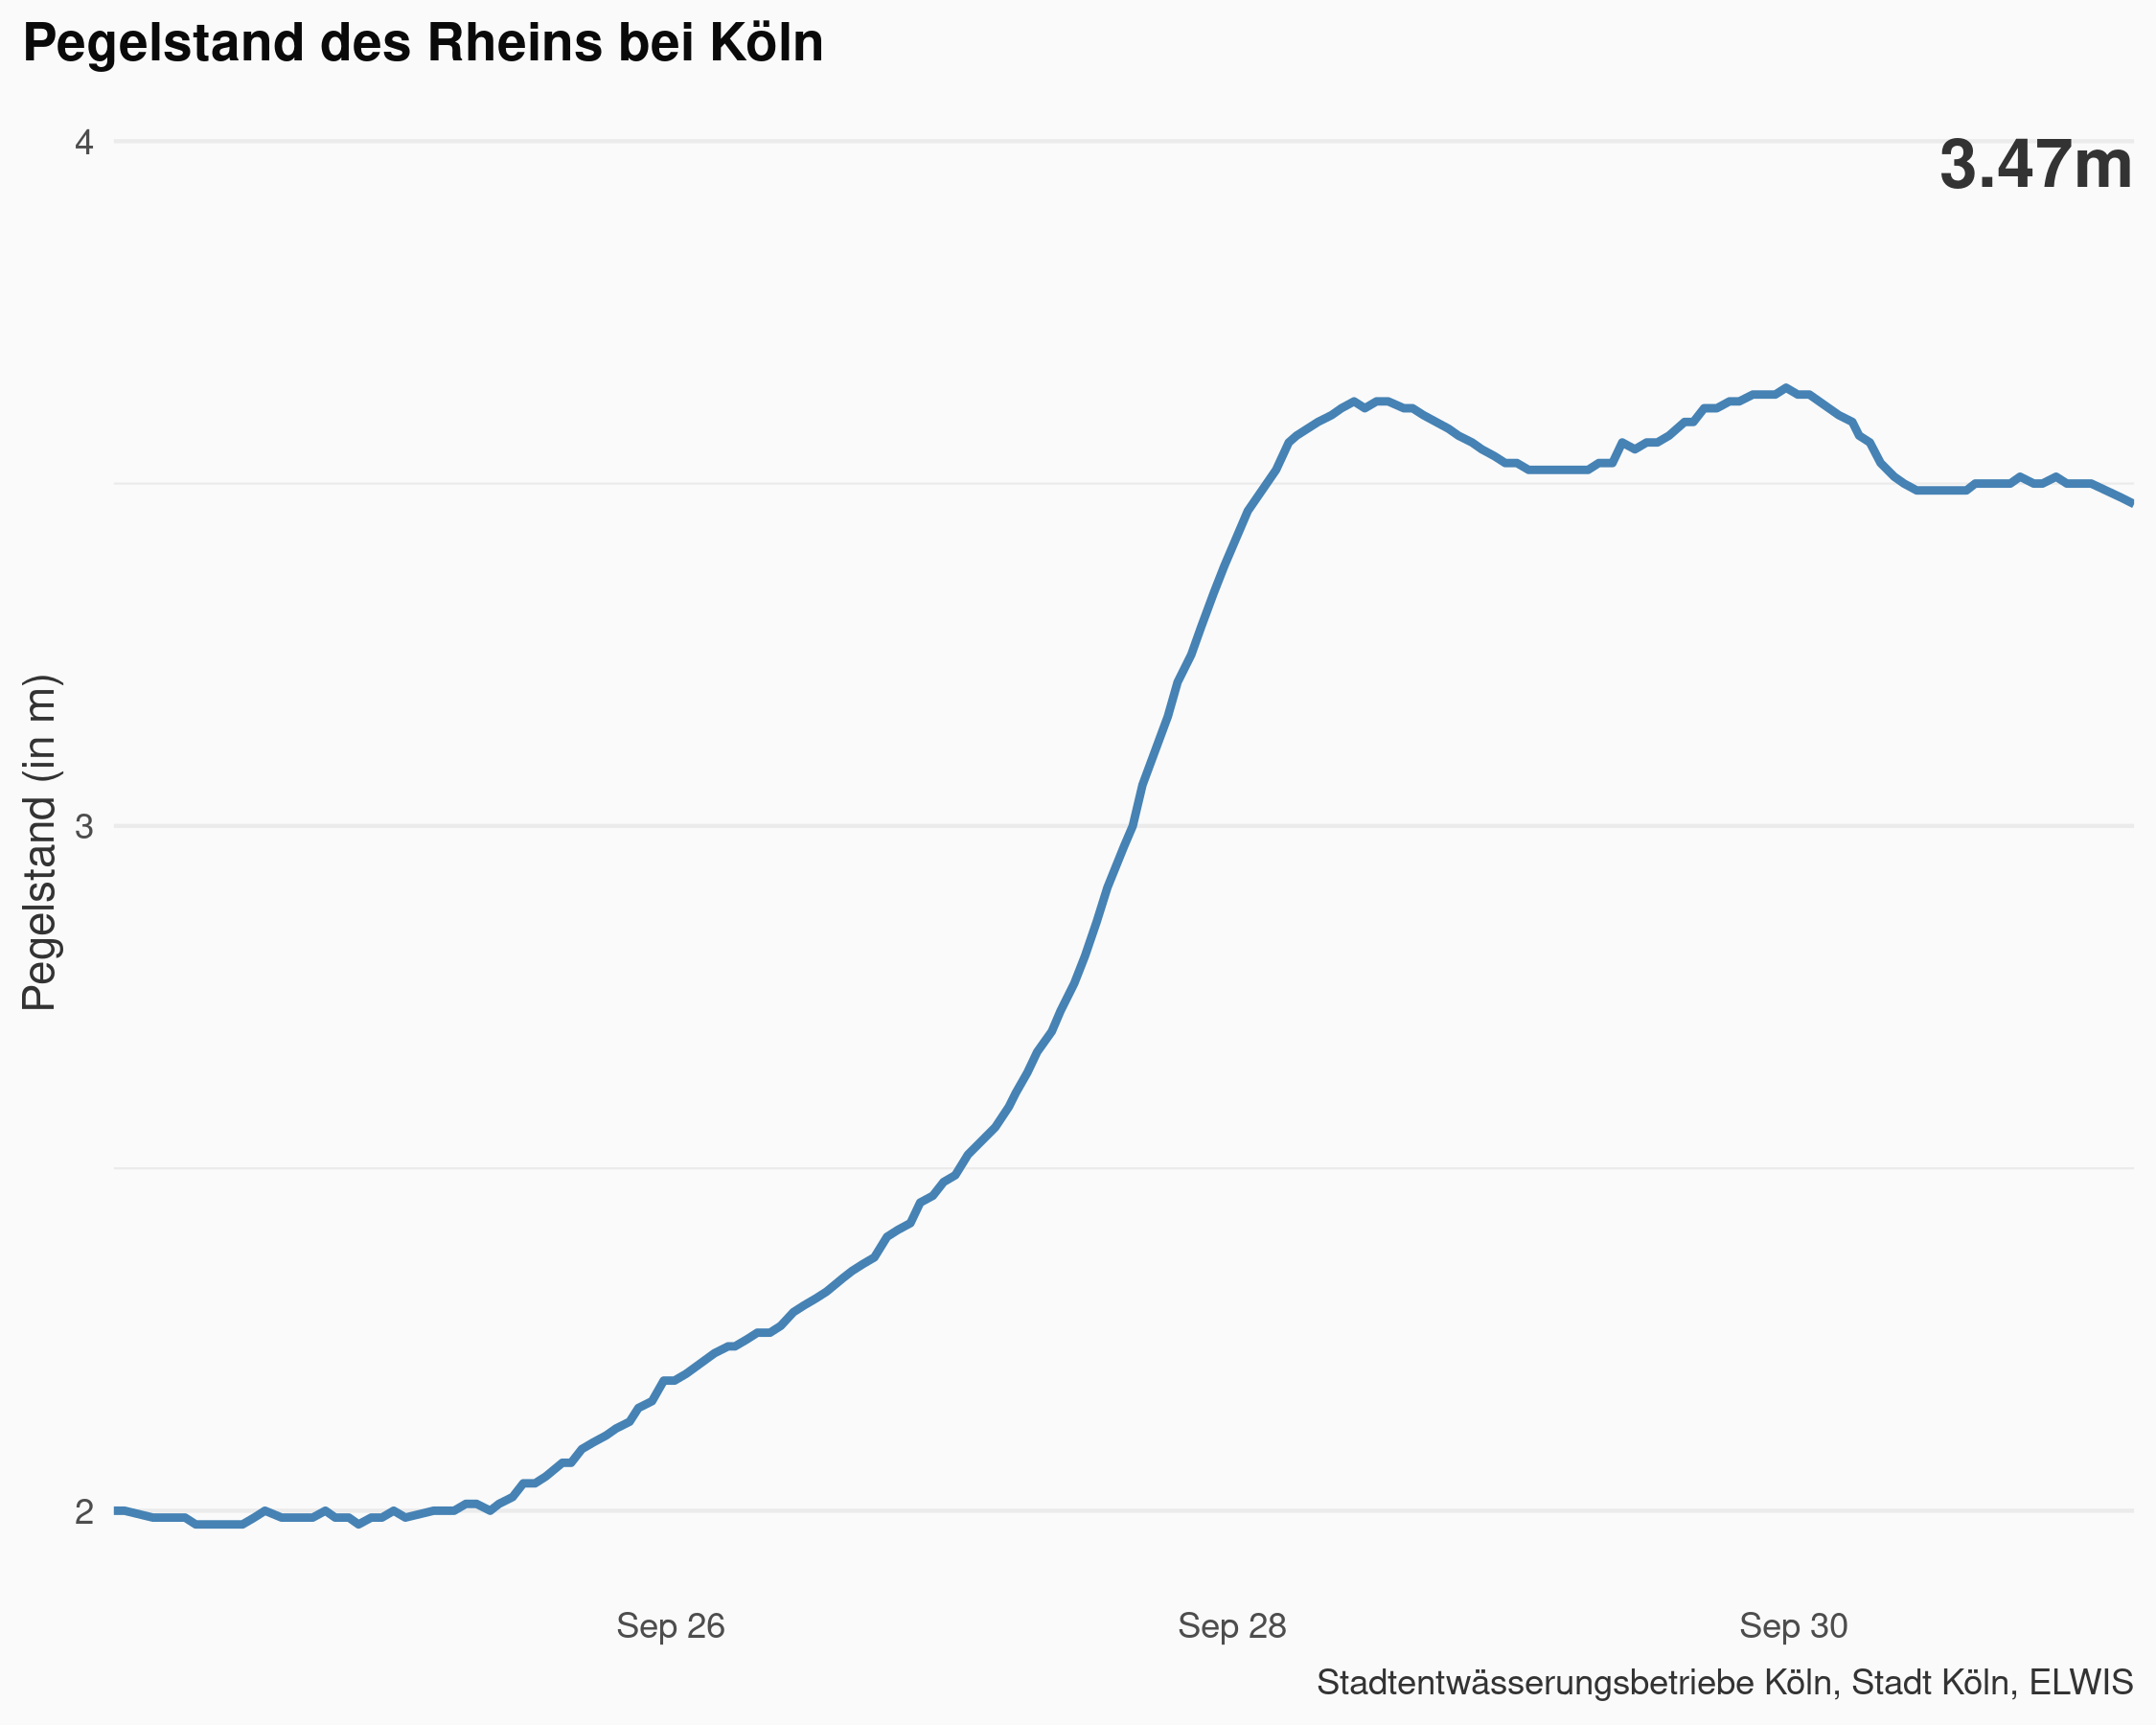 Pegelstand des Rheins bei Köln
4
3.47m
Pegelstand (in m)
3
2
Sep 26
Sep 28
Sep 30
Stadtentwässerungsbetriebe Köln, Stadt Köln, ELWIS